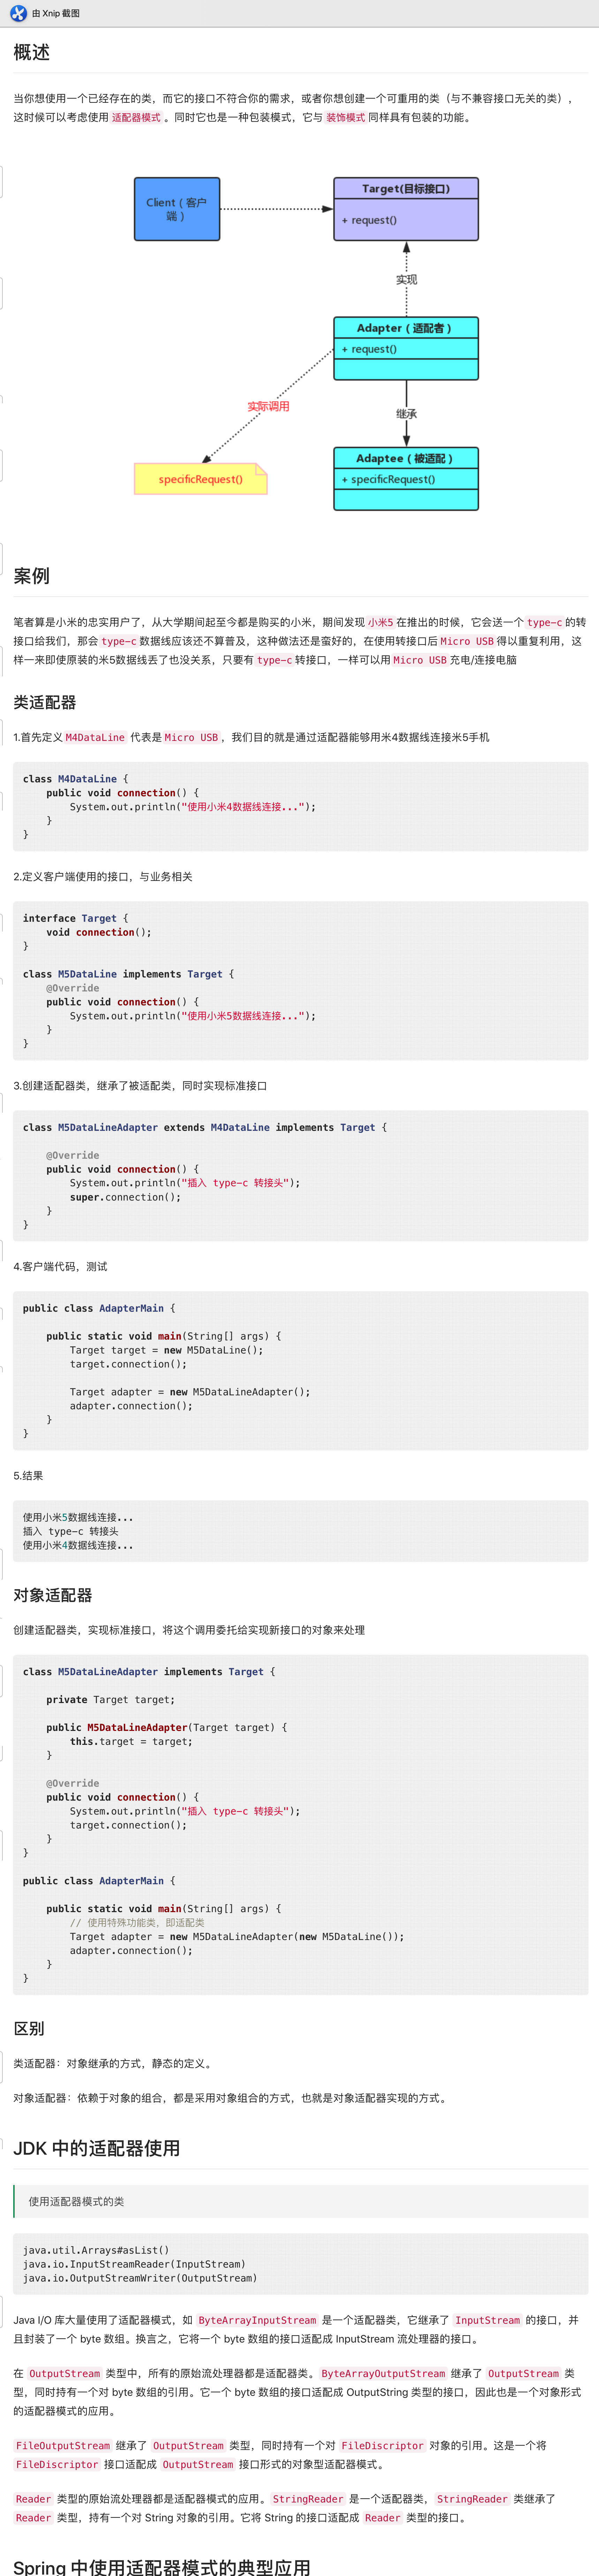 由 Xnip 截图
概述
当你想使用一个已经存在的类，而它的接口不符合你的需求，或者你想创建一个可重用的类（与不兼容接口无关的类），
这时候可以考虑使用 适配器模式 。同时它也是一种包装模式，它与 装饰模式 同样具有包装的功能。
Client（客户
端）
Target(目标接口)
+ request()
实现
Adapter（适配者）
+ request()
实际调用
继承
specificRequest()
Adaptee（被适配）
+ specificRequest()
案例
笔者算是小米的忠实用户了，从大学期间起至今都是购买的小米，期间发现 小米5 在推出的时候，它会送一个 type-c 的转
接口给我们，那会 type-c 数据线应该还不算普及，这种做法还是蛮好的，在使用转接口后 Micro USB 得以重复利用，这
样一来即使原装的米5数据线丢了也没关系，只要有 type-c 转接口，一样可以用 Micro USB 充电/连接电脑
类适配器
1.首先定义 M4DataLine 代表是 Micro USB ，我们目的就是通过适配器能够用米4数据线连接米5手机
class M4DataLine {
    public void connection() {
        System.out.println("使用小米4数据线连接...");
    }
}
2.定义客户端使用的接口，与业务相关
interface Target {
    void connection();
}
class M5DataLine implements Target {
    @Override
    public void connection() {
        System.out.println("使用小米5数据线连接...");
    }
}
3.创建适配器类，继承了被适配类，同时实现标准接口
class M5DataLineAdapter extends M4DataLine implements Target {
    @Override
    public void connection() {
        System.out.println("插入 type-c 转接头");
        super.connection();
    }
}
4.客户端代码，测试
public class AdapterMain {
    public static void main(String[] args) {
        Target target = new M5DataLine();
        target.connection();
        Target adapter = new M5DataLineAdapter();
        adapter.connection();
    }
}
5.结果
使用小米5数据线连接...
插入 type-c 转接头
使用小米4数据线连接...
对象适配器
创建适配器类，实现标准接口，将这个调用委托给实现新接口的对象来处理
class M5DataLineAdapter implements Target {
    private Target target;
    public M5DataLineAdapter(Target target) {
        this.target = target;
    }
    @Override
    public void connection() {
        System.out.println("插入 type-c 转接头");
        target.connection();
    }
}
public class AdapterMain {
    public static void main(String[] args) {
        // 使用特殊功能类，即适配类
        Target adapter = new M5DataLineAdapter(new M5DataLine());
        adapter.connection();
    }
}
区别
类适配器：对象继承的方式，静态的定义。
对象适配器：依赖于对象的组合，都是采用对象组合的方式，也就是对象适配器实现的方式。
JDK 中的适配器使用
使用适配器模式的类
java.util.Arrays#asList()
java.io.InputStreamReader(InputStream)
java.io.OutputStreamWriter(OutputStream)
Java I/O 库大量使用了适配器模式，如 ByteArrayInputStream 是一个适配器类，它继承了 InputStream 的接口，并
且封装了一个 byte 数组。换言之，它将一个 byte 数组的接口适配成 InputStream 流处理器的接口。
在 OutputStream 类型中，所有的原始流处理器都是适配器类。ByteArrayOutputStream 继承了 OutputStream 类
型，同时持有一个对 byte 数组的引用。它一个 byte 数组的接口适配成 OutputString 类型的接口，因此也是一个对象形式
的适配器模式的应用。
FileOutputStream 继承了 OutputStream 类型，同时持有一个对 FileDiscriptor 对象的引用。这是一个将
FileDiscriptor 接口适配成 OutputStream 接口形式的对象型适配器模式。
Reader 类型的原始流处理器都是适配器模式的应用。StringReader 是一个适配器类， StringReader 类继承了
Reader 类型，持有一个对 String 对象的引用。它将 String 的接口适配成 Reader 类型的接口。
Spring 中使用适配器模式的典型应用